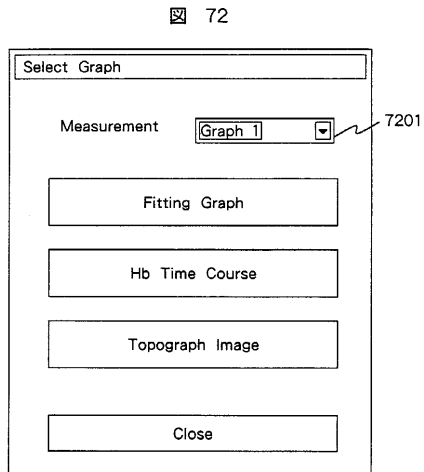 図 72
Select Graph
Measurement Graph 1 7201
Fitting Graph
Hb Time Course
Topograph Image
Close